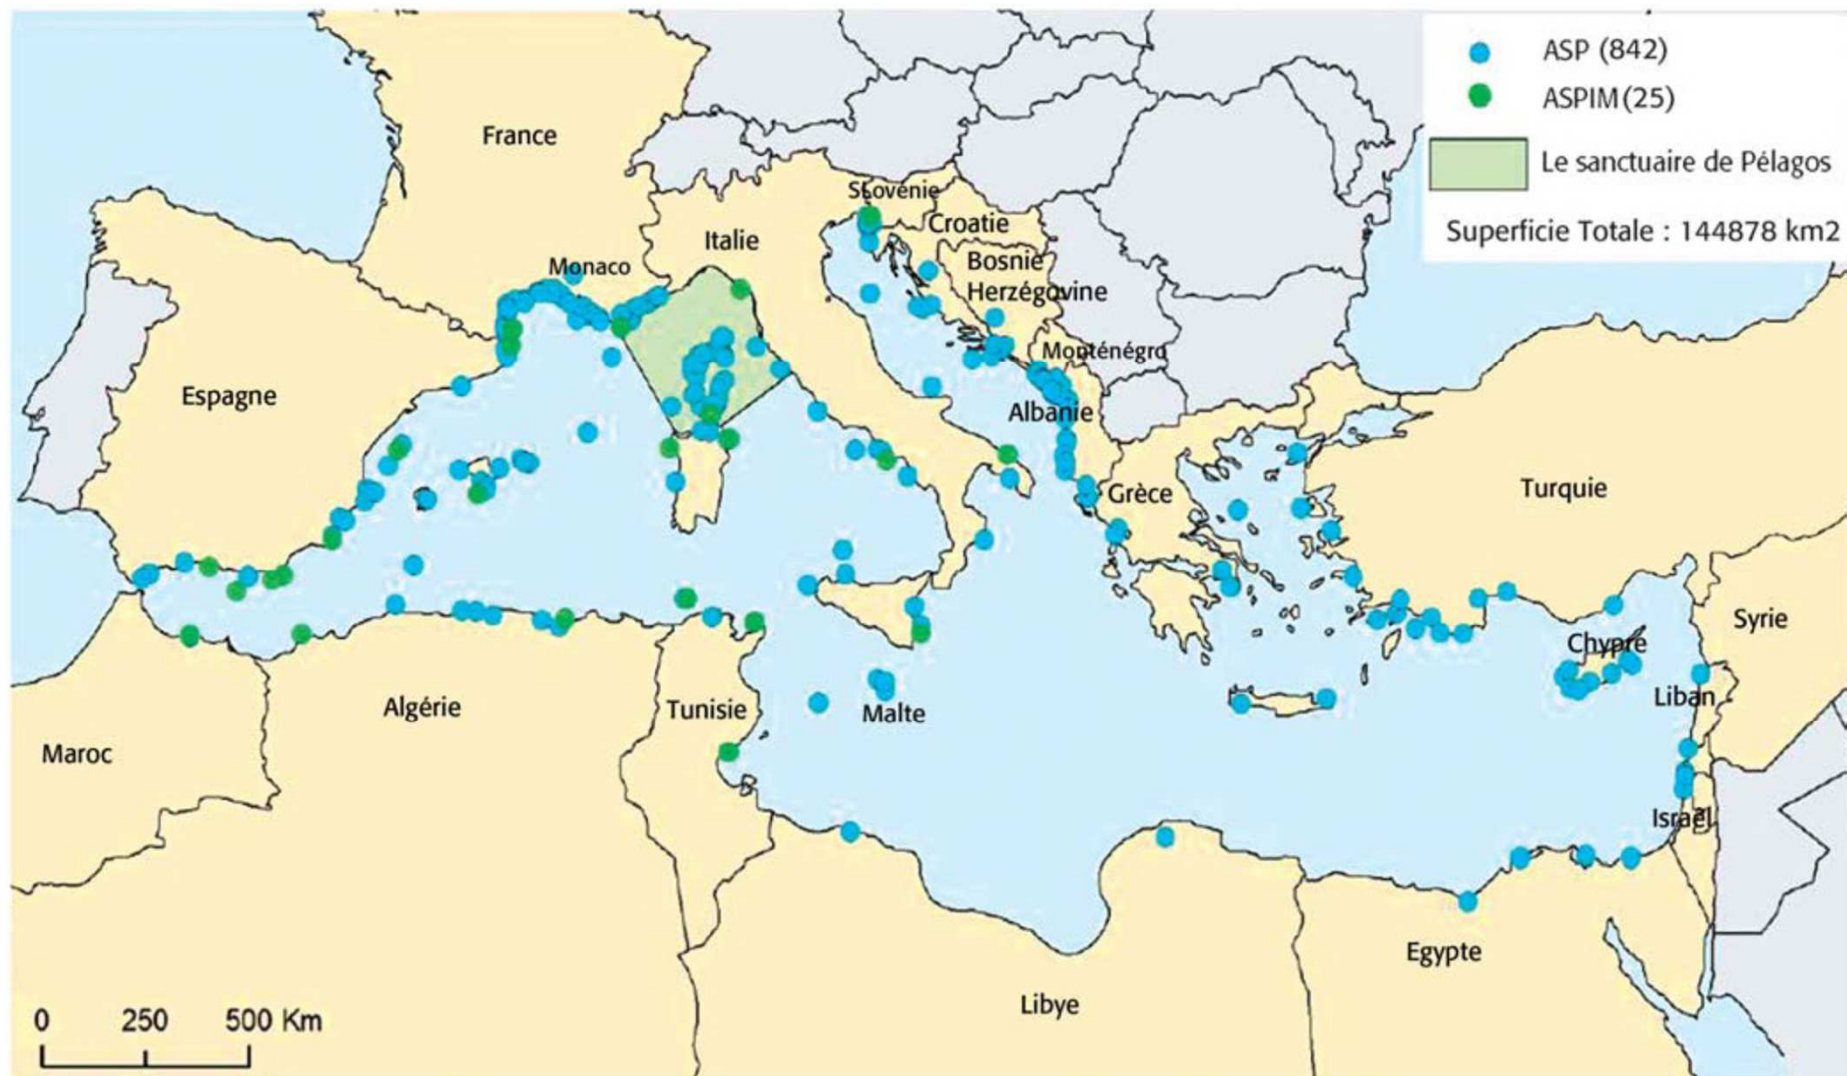 ASP (842)
ASPIM (25)
Le sanctuaire de Pélagos
Superficie Totale : 144878 km2
France
Slovénie
Croatie
Italie
Monaco
Bosnie
Herzégovine
Monténégro
Espagne
Albanie
Grèce
Turquie
Syrie
Chypre
Liban
Algérie
Tunisie
Malte
Maroc
Israël
Egypte
Libye
0 250 500 Km